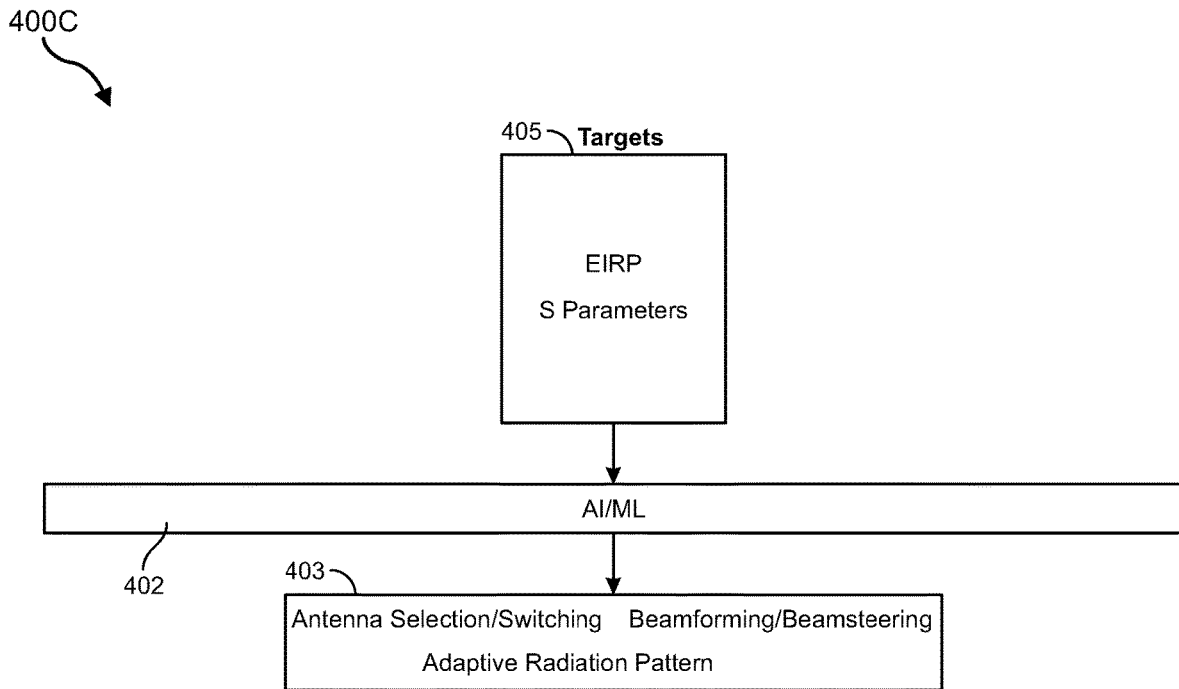 400C
405 Targets
EIRP
S Parameters
AI/ML
402
403
Antenna Selection/Switching Beamforming/Beamsteering
Adaptive Radiation Pattern